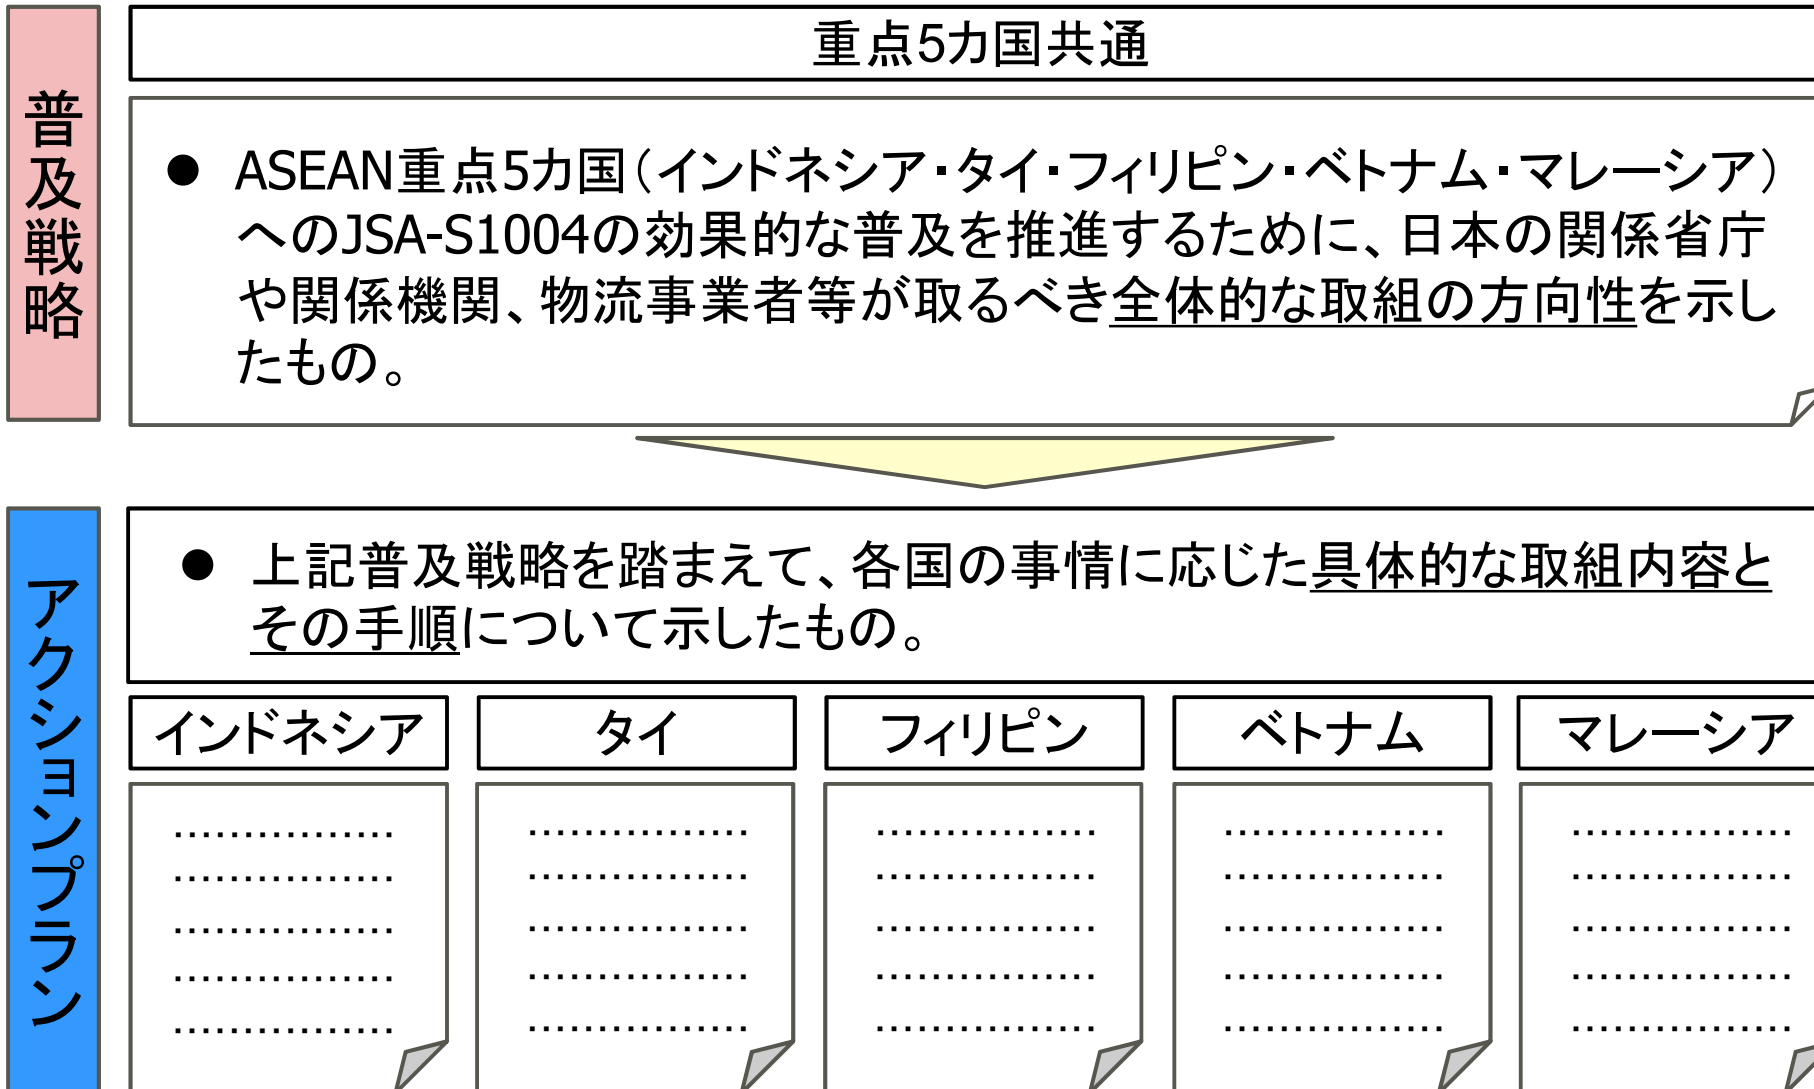 普及戦略
重点5カ国共通
● ASEAN重点5カ国（インドネシア・タイ・フィリピン・ベトナム・マレーシア）
へのJSA-S1004の効果的な普及を推進するために、日本の関係省庁
や関係機関、物流事業者等が取るべき全体的な取組の方向性を示し
たもの。
アクションプラン
● 上記普及戦略を踏まえて、各国の事情に応じた具体的な取組内容と
その手順について示したもの。
インドネシア
タイ
フィリピン
ベトナム
マレーシア